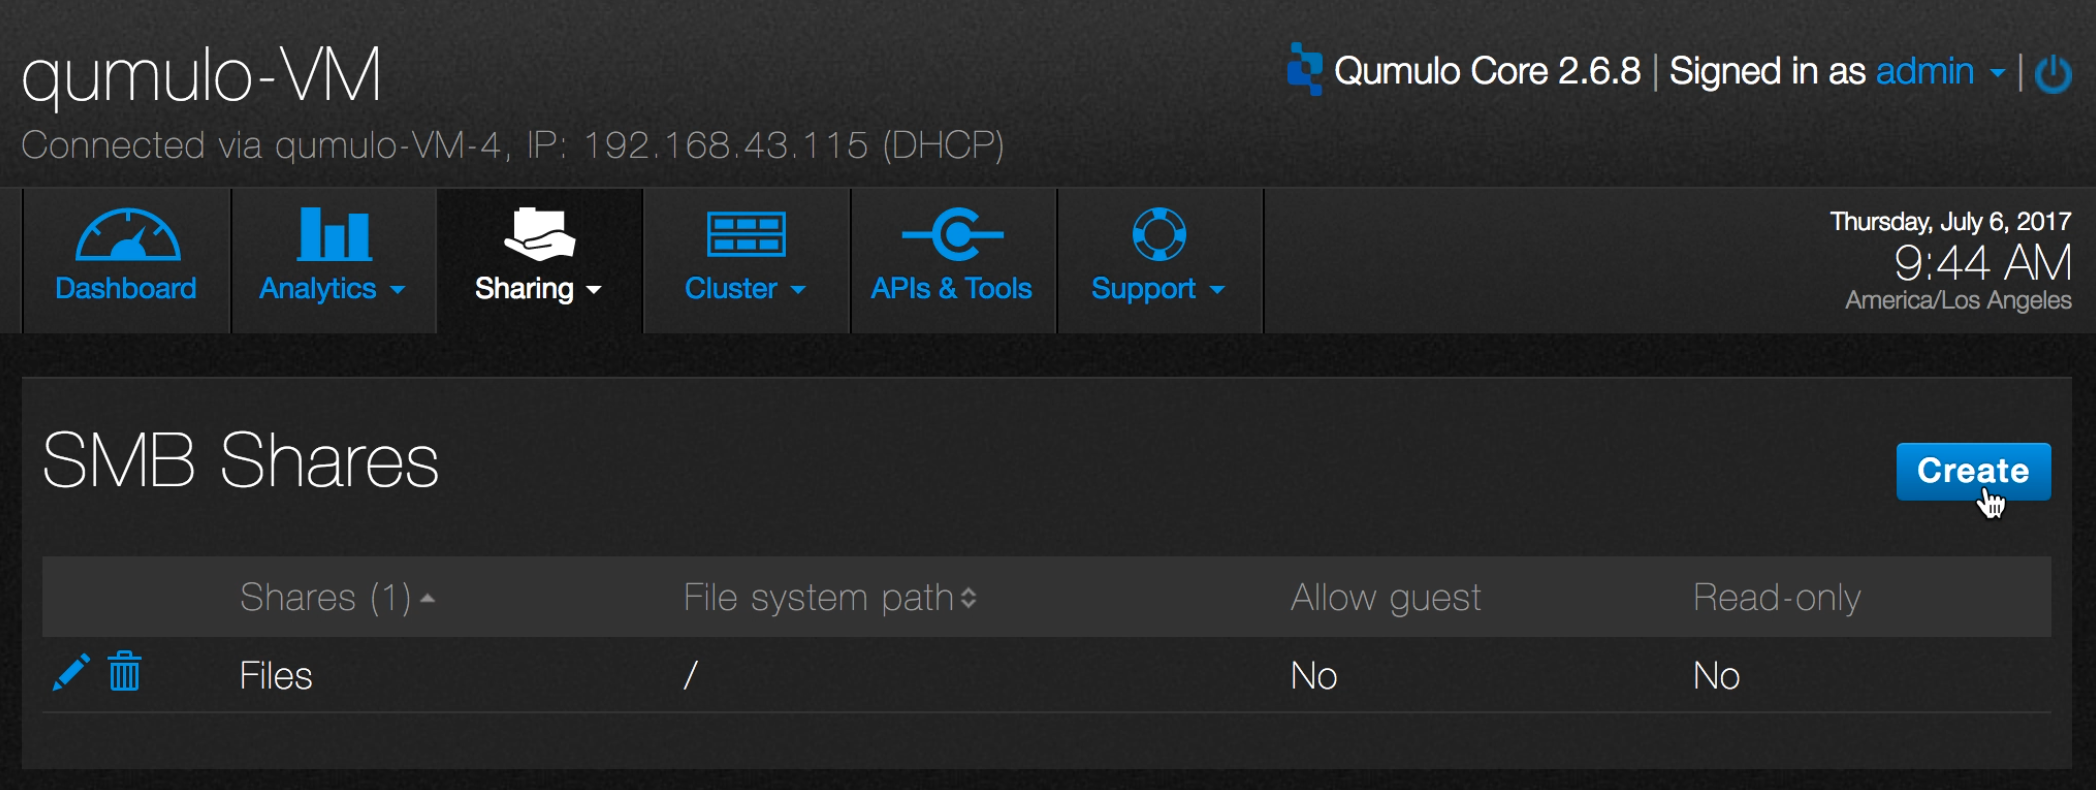 qumulo-VM
Qumulo Core 2.6.8 | Signed in as admin |
Connected via qumulo-VM-4, IP: 192.168.43.115 (DHCP)
Dashboard
Analytics
Sharing
Cluster
APIs & Tools
Support
Thursday, July 6, 2017
9:44 AM
America/Los Angeles
SMB Shares
Create
Shares (1) File system path Allow guest Read-only
Files / No No